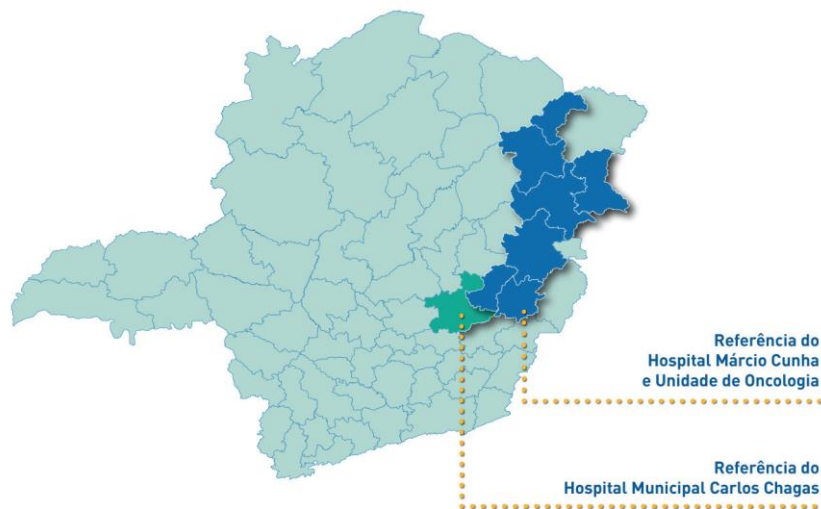 Referência do
Hospital Márcio Cunha
e Unidade de Oncologia
Referência do
Hospital Municipal Carlos Chagas